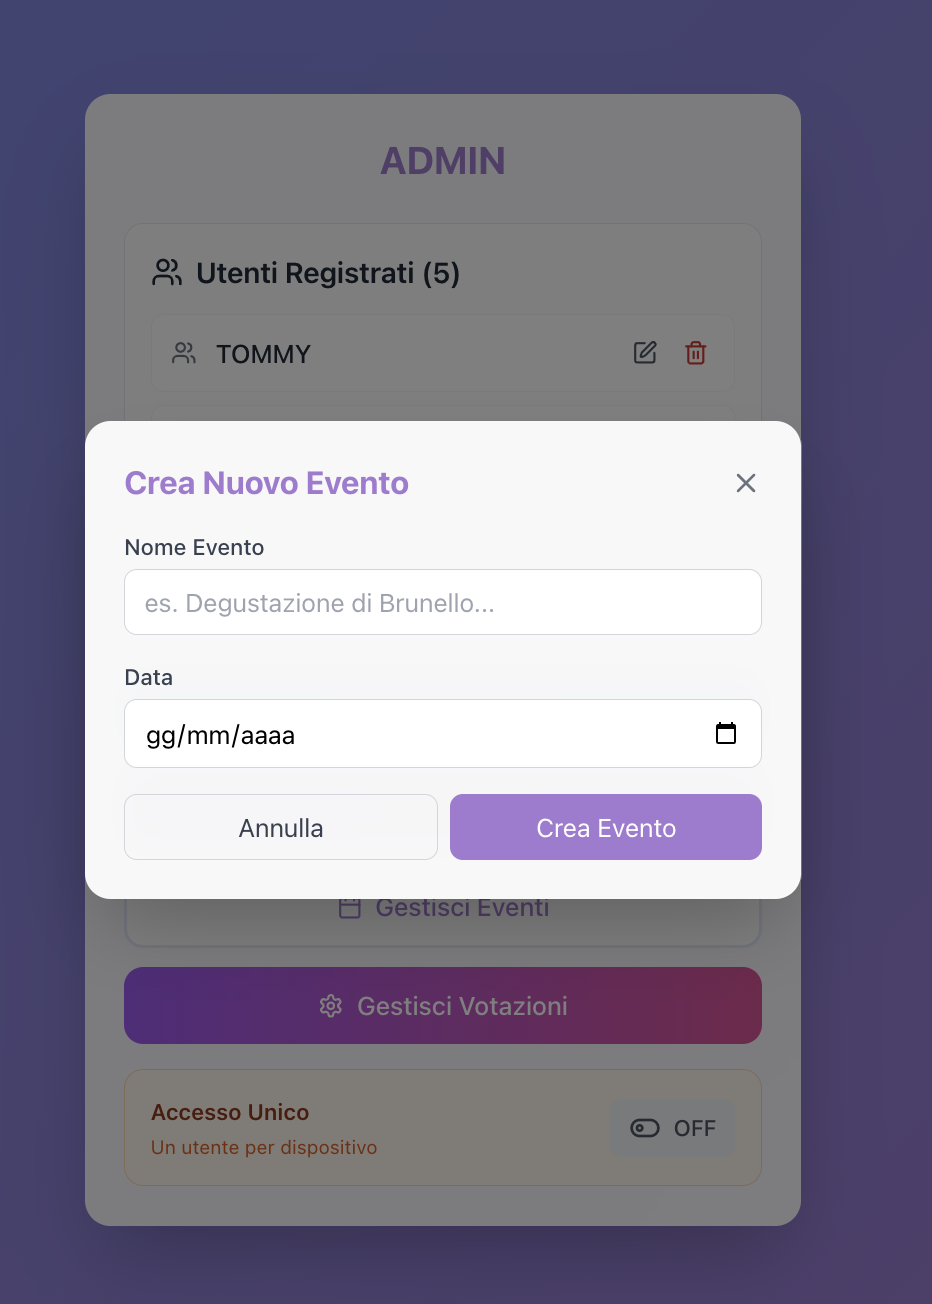 ADMIN
Utenti Registrati (5)
TOMMY
Crea Nuovo Evento
Nome Evento
es. Degustazione di Brunello...
Data
gg/mm/aaaa
Annulla
Crea Evento
Gestisci Eventi
Gestisci Votazioni
Accesso Unico
Un utente per dispositivo
OFF